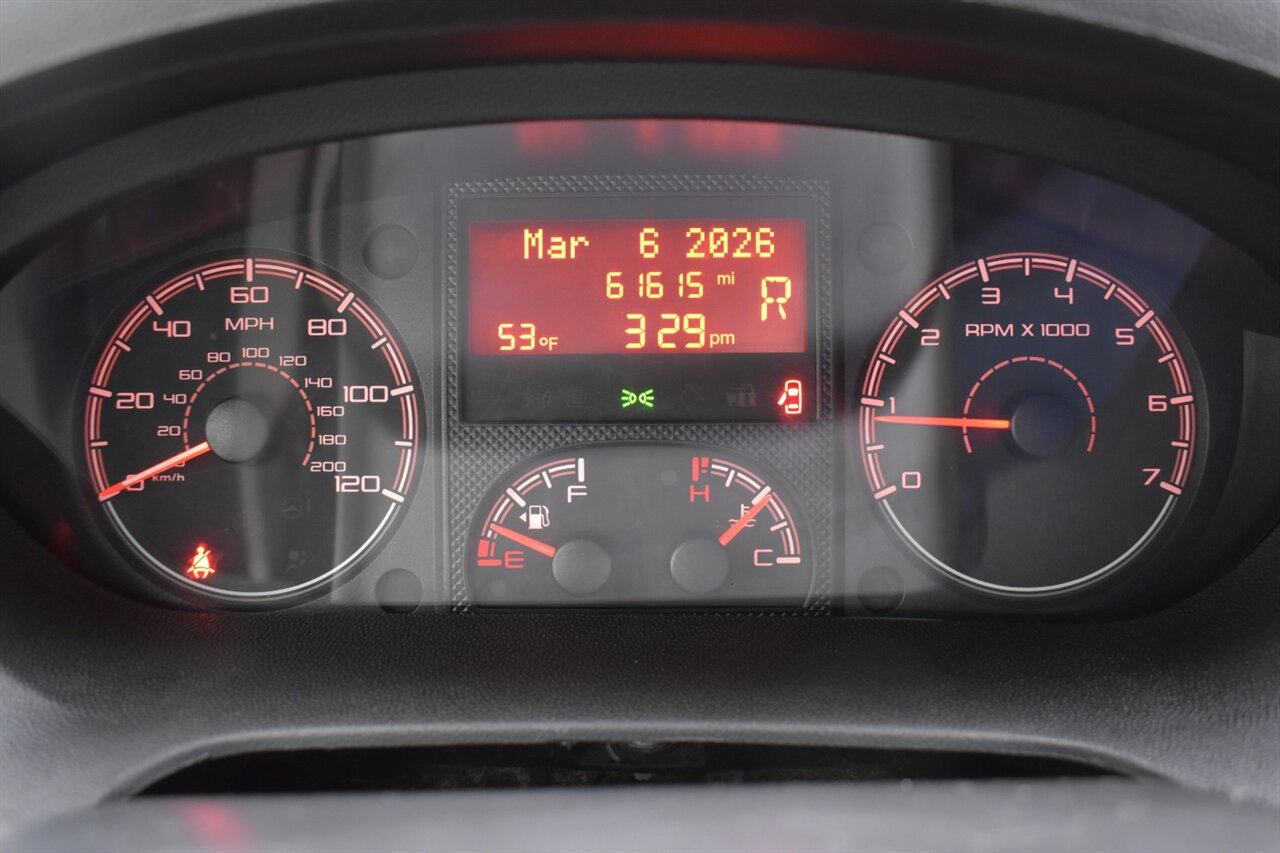 Mar 6 2026
61615 mi
R
53°F 3:29 pm
0 20 40 60 80 100 120
MPH
20 40 60 80 100 120 140 160 180 200
km/h
E F
H C
0 1 2 3 4 5 6 7
RPM X 1000